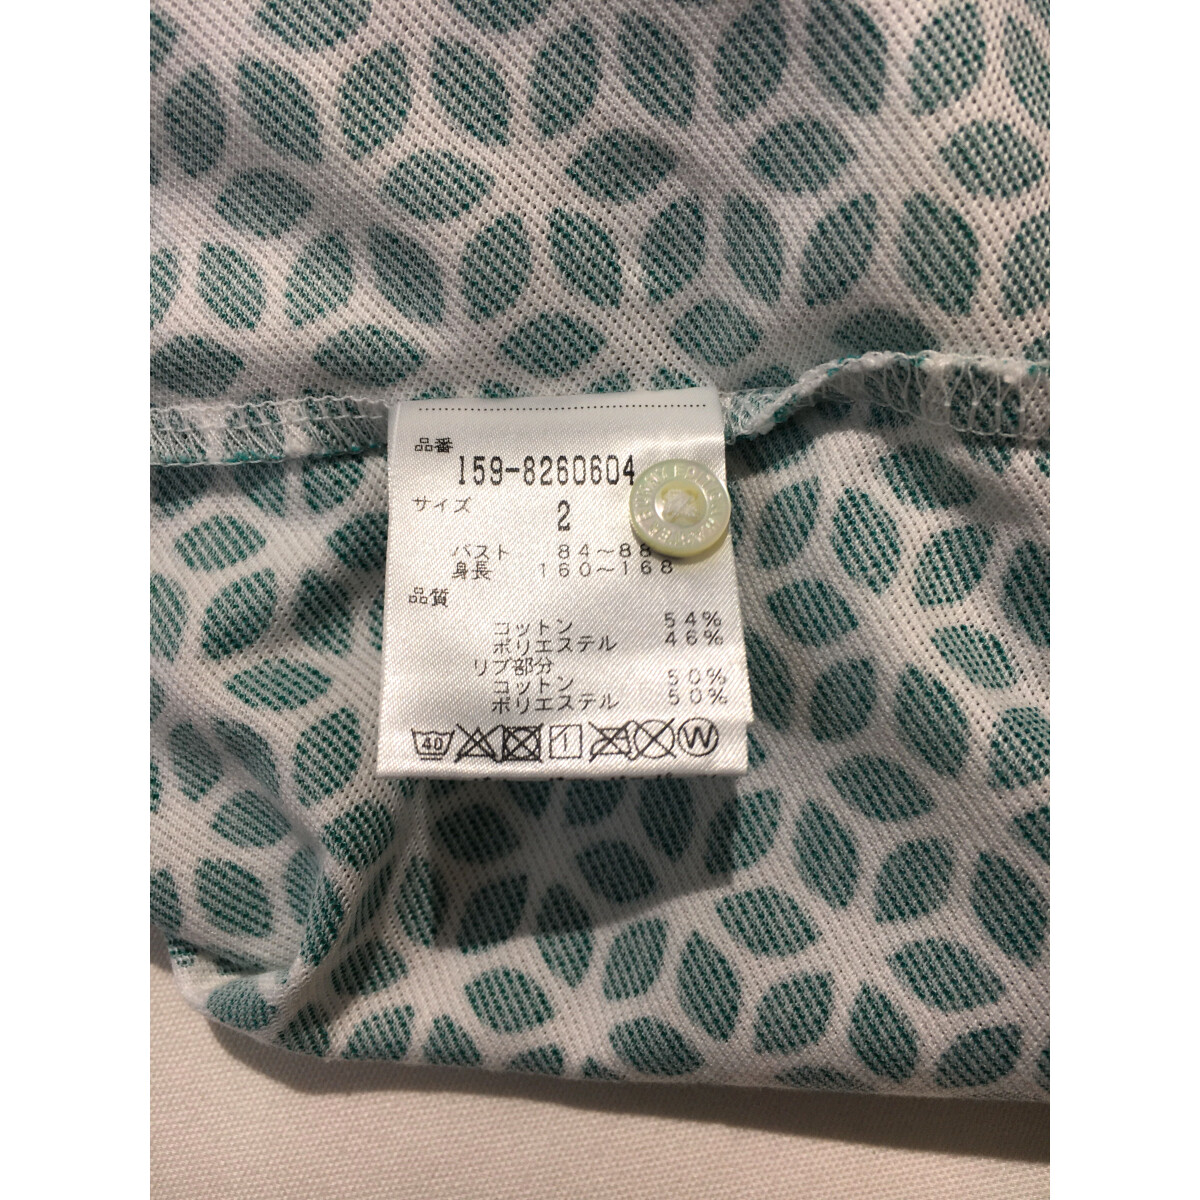 品番
159-8260604
サイズ 2
バスト 84～88
身長 160～168
品質
コットン 54%
ポリエステル 46%
リブ部分
コットン 50%
ポリエステル 50%
40
W